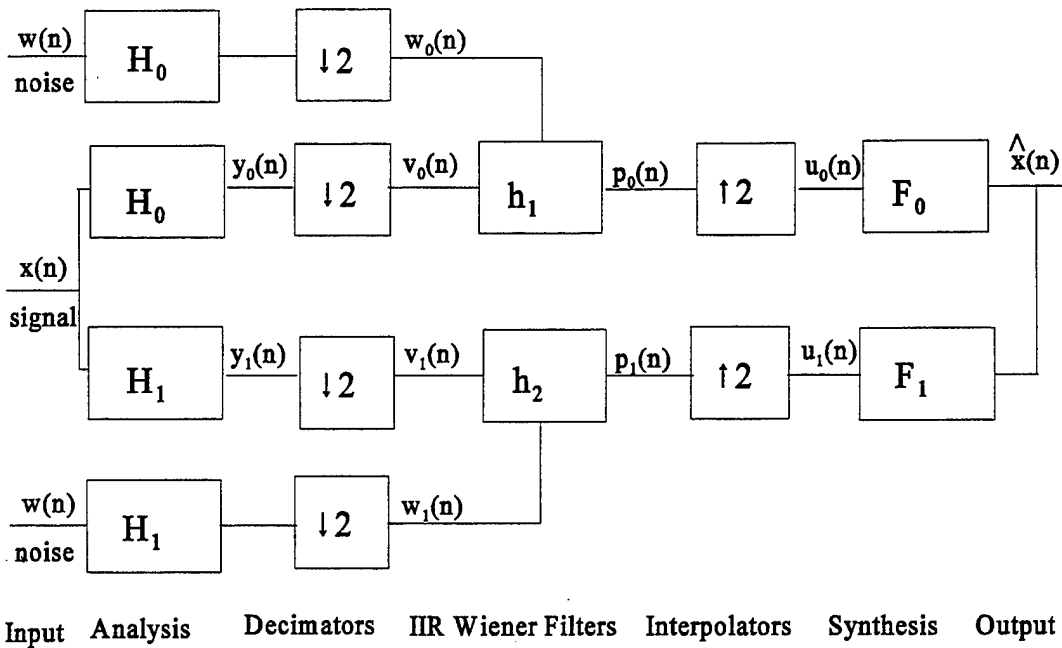 w(n) H₀ ↓2 w₀(n)
noise
y₀(n) v₀(n) p₀(n) u₀(n) x̂(n)
H₀ ↓2 h₁ ↑2 F₀
x(n)
signal
y₁(n) v₁(n) p₁(n) u₁(n)
H₁ ↓2 h₂ ↑2 F₁
w(n) H₁ ↓2 w₁(n)
noise
Input Analysis Decimators IIR Wiener Filters Interpolators Synthesis Output